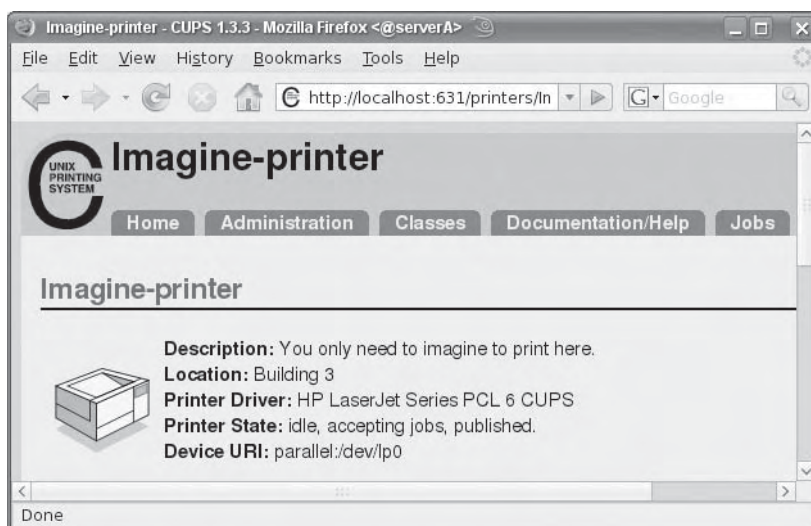 Imagine-printer - CUPS 1.3.3 - Mozilla Firefox <@serverA>
File Edit View History Bookmarks Tools Help
http://localhost:631/printers/In G Google
UNIX
PRINTING
SYSTEM
Imagine-printer
Home Administration Classes Documentation/Help Jobs
Imagine-printer
Description: You only need to imagine to print here.
Location: Building 3
Printer Driver: HP LaserJet Series PCL 6 CUPS
Printer State: idle, accepting jobs, published.
Device URI: parallel:/dev/lp0
Done